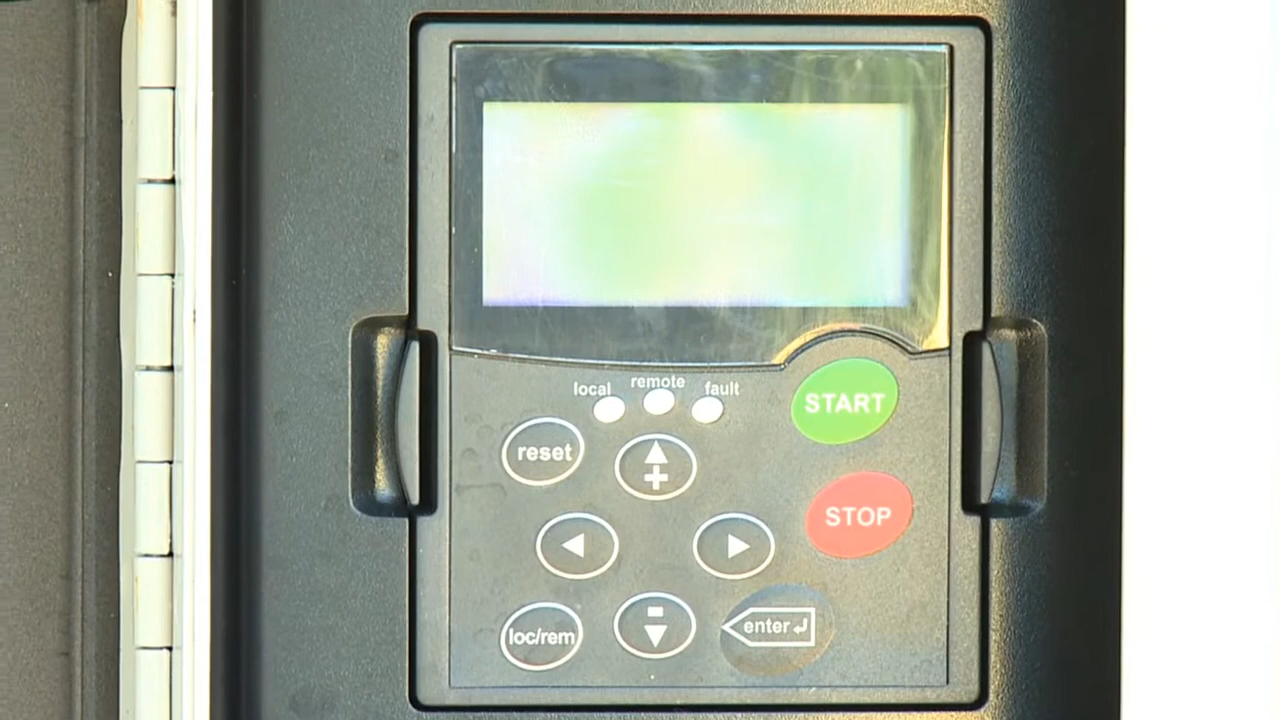 local remote fault
START
reset
STOP
loc/rem
enter